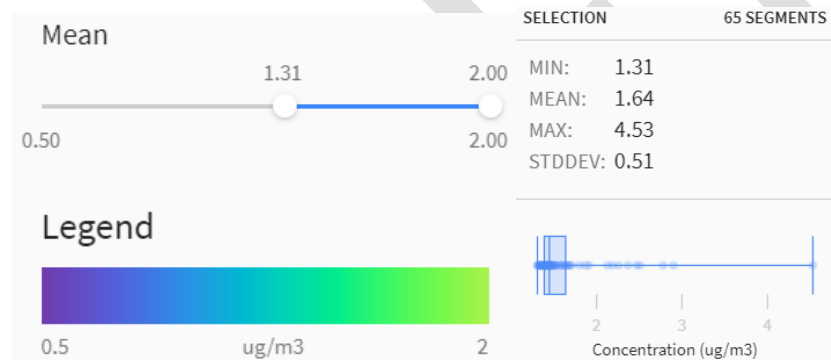 Mean
1.31 2.00
0.50 2.00
Legend
0.5 ug/m3 2
SELECTION 65 SEGMENTS
MIN: 1.31
MEAN: 1.64
MAX: 4.53
STDDEV: 0.51
2 3 4
Concentration (ug/m3)